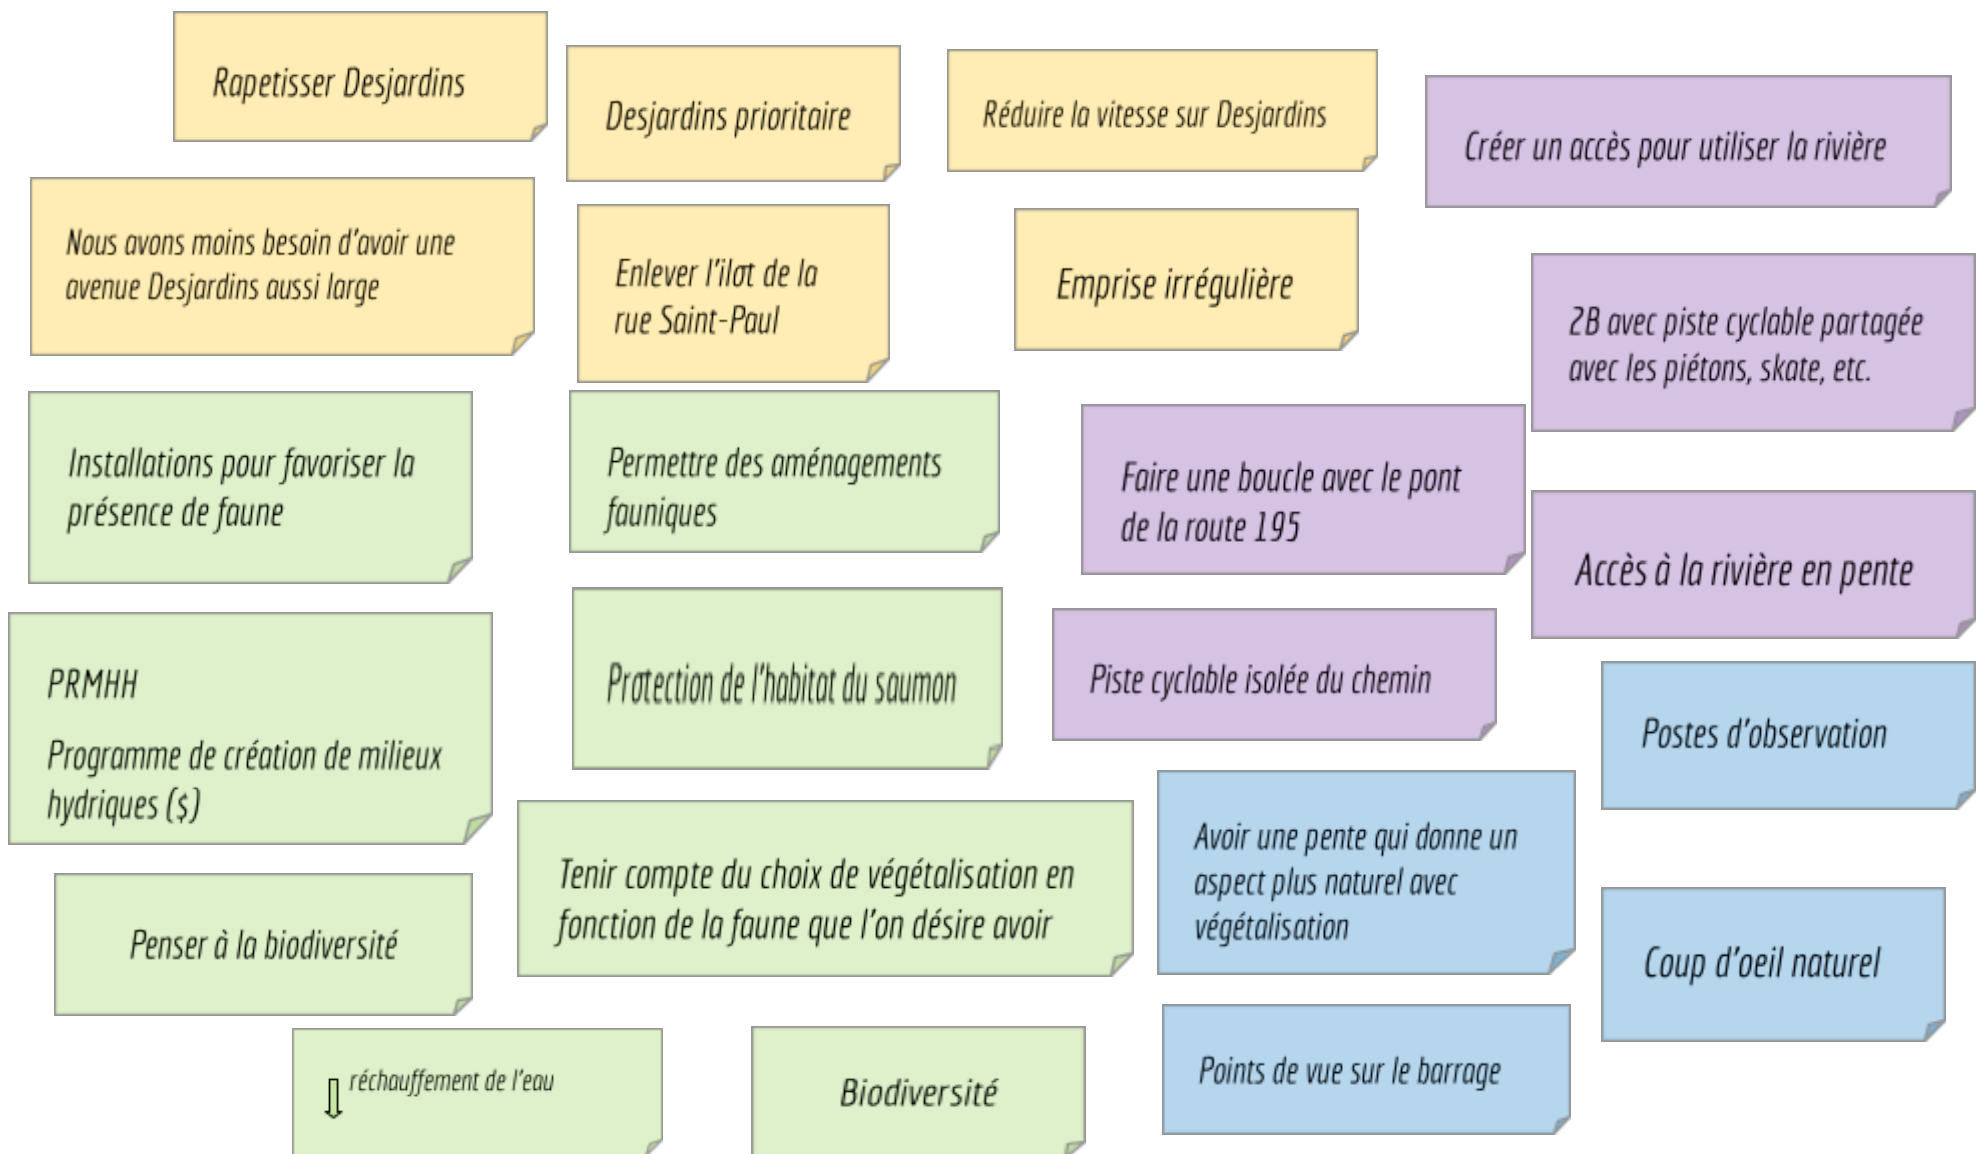 Rapetisser Desjardins
Desjardins prioritaire
Réduire la vitesse sur Desjardins
Créer un accès pour utiliser la rivière
Nous avons moins besoin d'avoir une
avenue Desjardins aussi large
Enlever l'ilot de la
rue Saint-Paul
Emprise irrégulière
2B avec piste cyclable partagée
avec les piétons, skate, etc.
Installations pour favoriser la
présence de faune
Permettre des aménagements
fauniques
Faire une boucle avec le pont
de la route 195
Accès à la rivière en pente
PRMHH
Programme de création de milieux
hydriques ($)
Protection de l'habitat du saumon
Piste cyclable isolée du chemin
Postes d'observation
Tenir compte du choix de végétalisation en
fonction de la faune que l'on désire avoir
Avoir une pente qui donne un
aspect plus naturel avec
végétalisation
Penser à la biodiversité
Coup d'oeil naturel
réchauffement de l'eau
Biodiversité
Points de vue sur le barrage